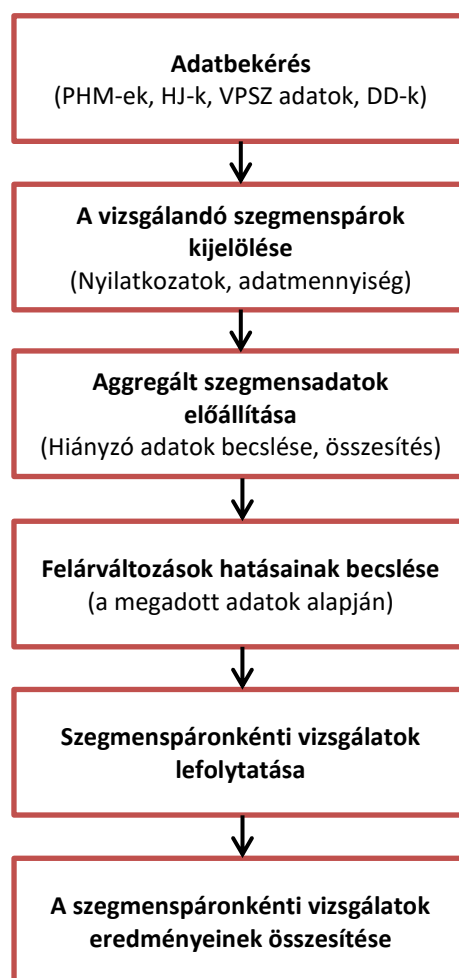 Adatbekérés
(PHM-ek, HJ-k, VPSZ adatok, DD-k)
A vizsgálandó szegmenspárok
kijelölése
(Nyilatkozatok, adatmennyiség)
Aggregált szegmensadatok
előállítása
(Hiányzó adatok becslése, összesítés)
Felárváltozások hatásainak becslése
(a megadott adatok alapján)
Szegmenspáronkénti vizsgálatok
lefolytatása
A szegmenspáronkénti vizsgálatok
eredményeinek összesítése